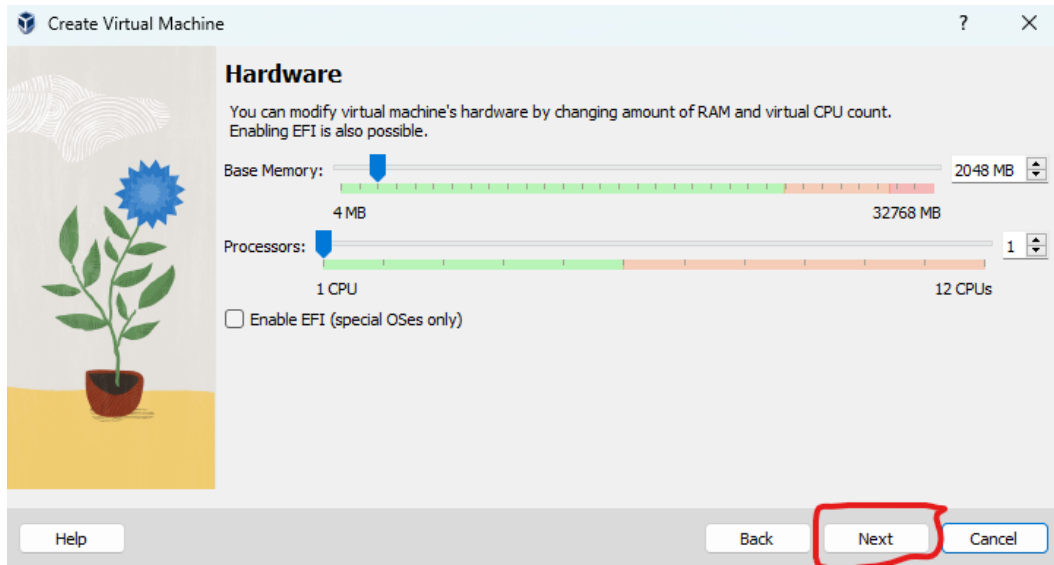 Create Virtual Machine
?
Hardware
You can modify virtual machine's hardware by changing amount of RAM and virtual CPU count.
Enabling EFI is also possible.
Base Memory:
2048 MB
4 MB
32768 MB
Processors:
1
1 CPU
12 CPUs
Enable EFI (special OSes only)
Help
Back
Next
Cancel